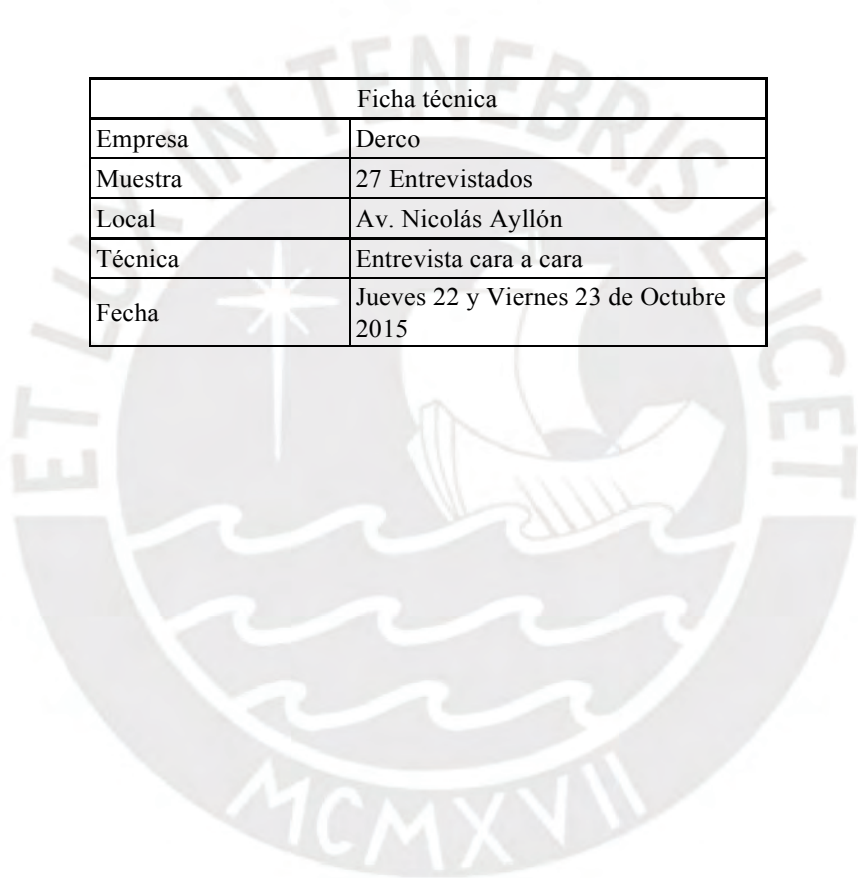 Ficha técnica
Empresa Derco
Muestra 27 Entrevistados
Local Av. Nicolás Ayllón
Técnica Entrevista cara a cara
Fecha Jueves 22 y Viernes 23 de Octubre
2015
ET LUX IN TENEBRIS LUCET
MCMXVII